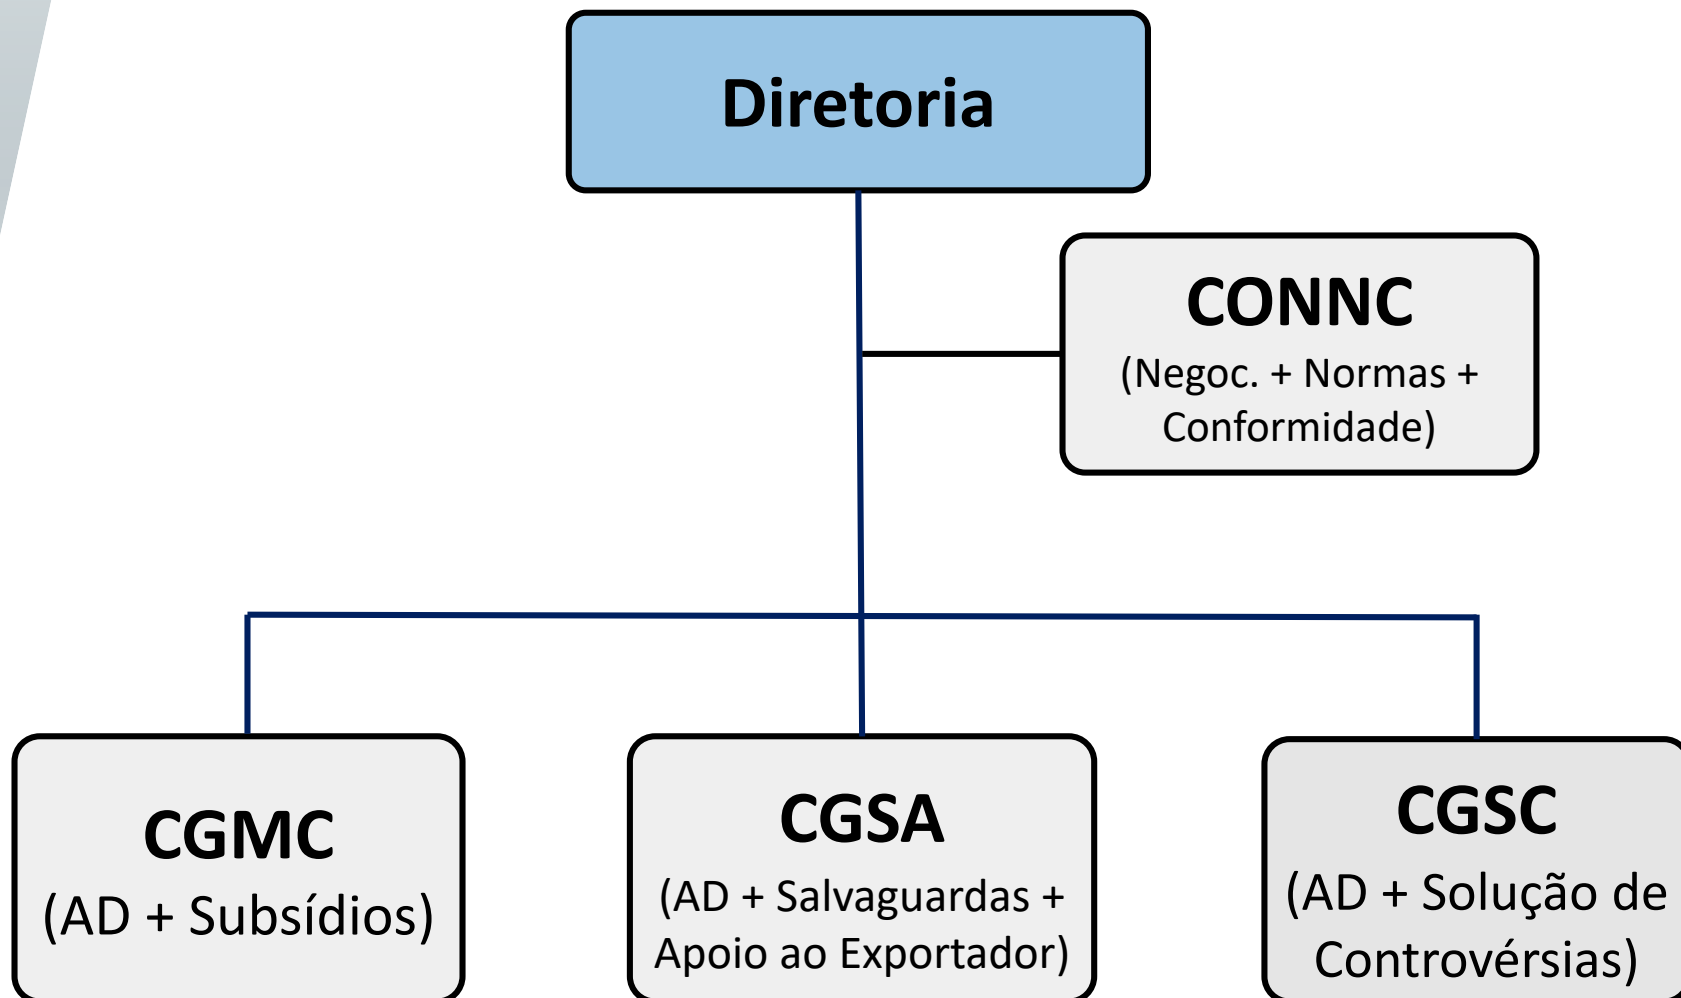 Diretoria
CONNC
(Negoc. + Normas +
Conformidade)
CGMC
(AD + Subsídios)
CGSA
(AD + Salvaguardas +
Apoio ao Exportador)
CGSC
(AD + Solução de
Controvérsias)